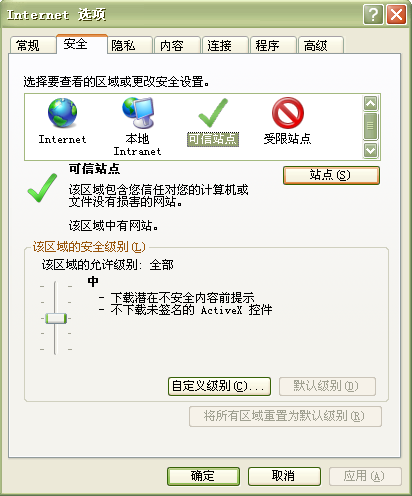 Internet 选项
常规 安全 隐私 内容 连接 程序 高级
选择要查看的区域或更改安全设置。
Internet 本地 Intranet 可信站点 受限站点
可信站点
站点(S)
该区域包含您信任对您的计算机或
文件没有损害的网站。
该区域中有网站。
该区域的安全级别(L)
该区域的允许级别: 全部
中
- 下载潜在不安全内容前提示
- 不下载未签名的 ActiveX 控件
自定义级别(C)... 默认级别(D)
将所有区域重置为默认级别(R)
确定 取消 应用(A)